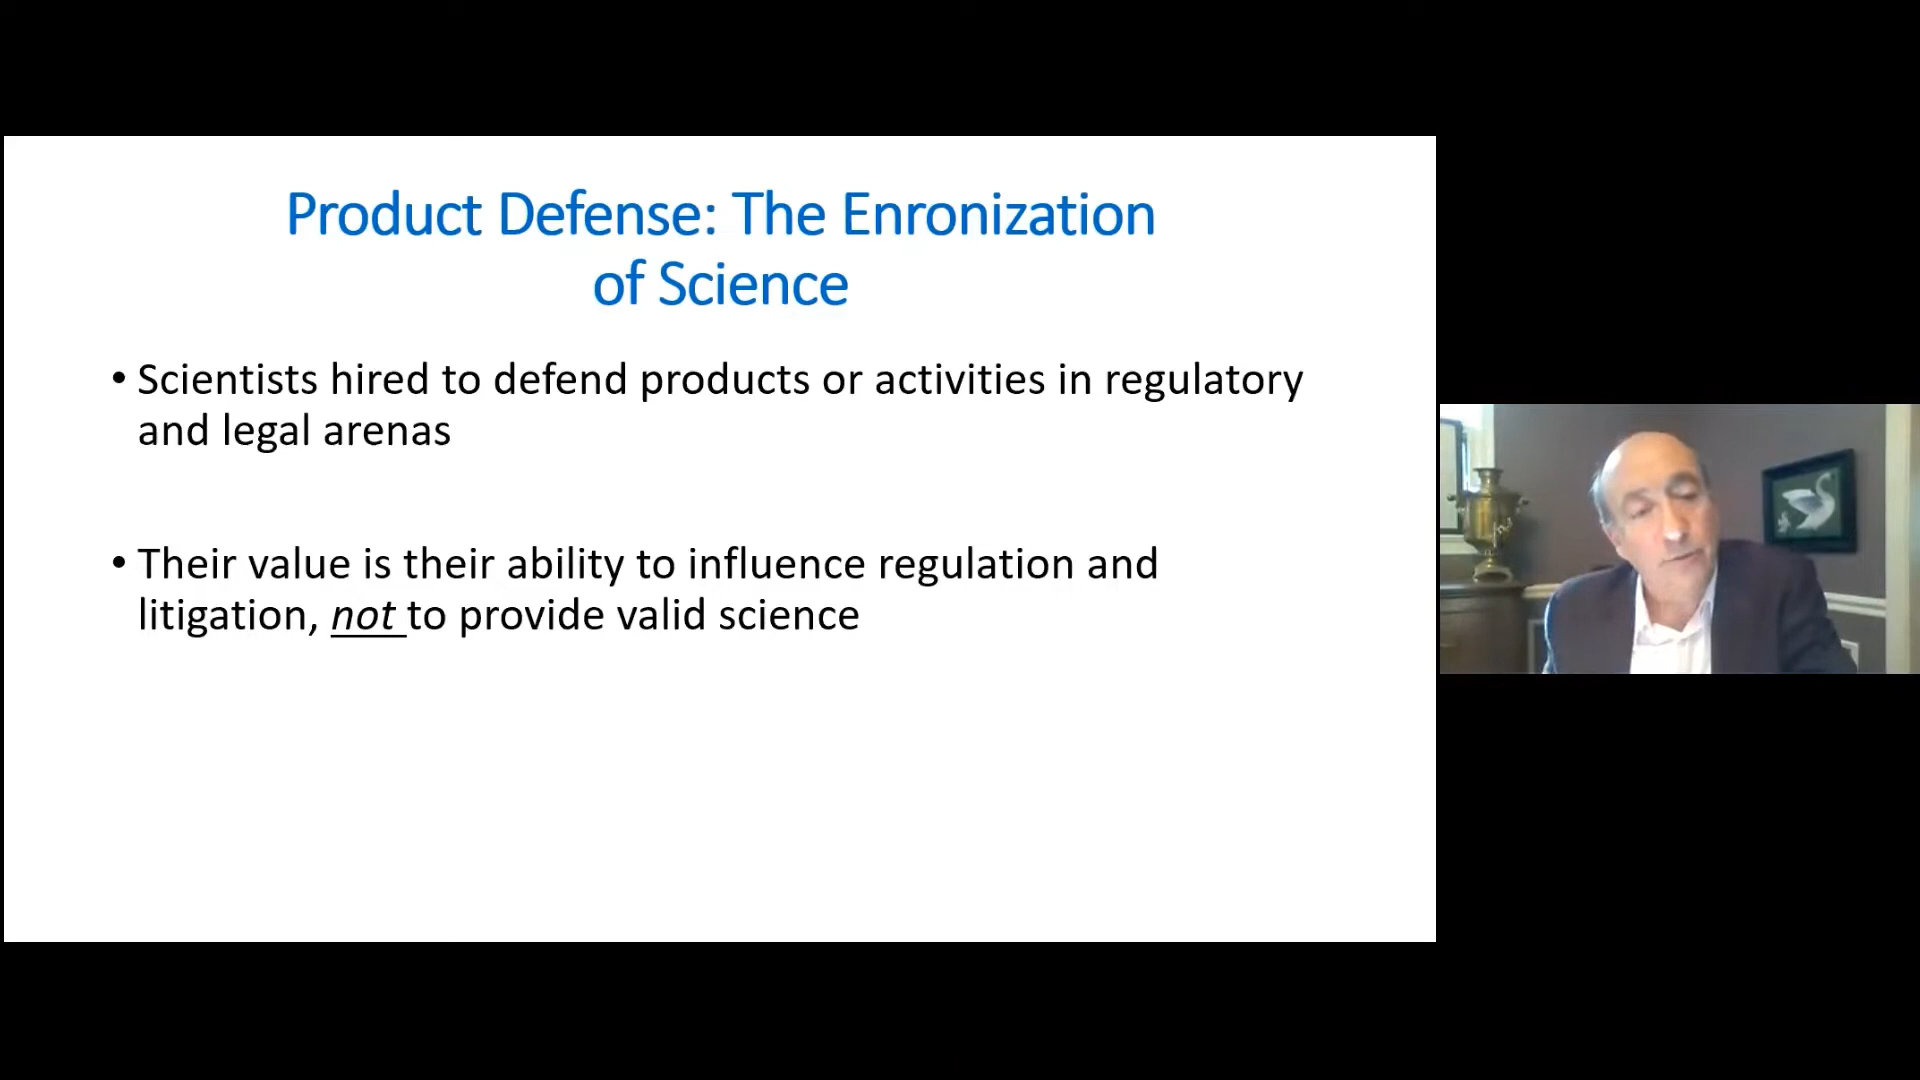 Product Defense: The Enronization
of Science
• Scientists hired to defend products or activities in regulatory
and legal arenas
• Their value is their ability to influence regulation and
litigation, not to provide valid science